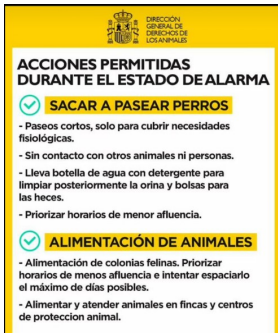 DIRECCIÓN
GENERAL DE
DERECHOS DE
LOS ANIMALES
ACCIONES PERMITIDAS
DURANTE EL ESTADO DE ALARMA
SACAR A PASEAR PERROS
- Paseos cortos, solo para cubrir necesidades
fisiológicas.
- Sin contacto con otros animales ni personas.
- Lleva botella de agua con detergente para
limpiar posteriormente la orina y bolsas para
las heces.
- Priorizar horarios de menor afluencia.
ALIMENTACIÓN DE ANIMALES
- Alimentación de colonias felinas. Priorizar
horarios de menos afluencia e intentar espaciarlo
el máximo de días posibles.
- Alimentar y atender animales en fincas y centros
de proteccion animal.